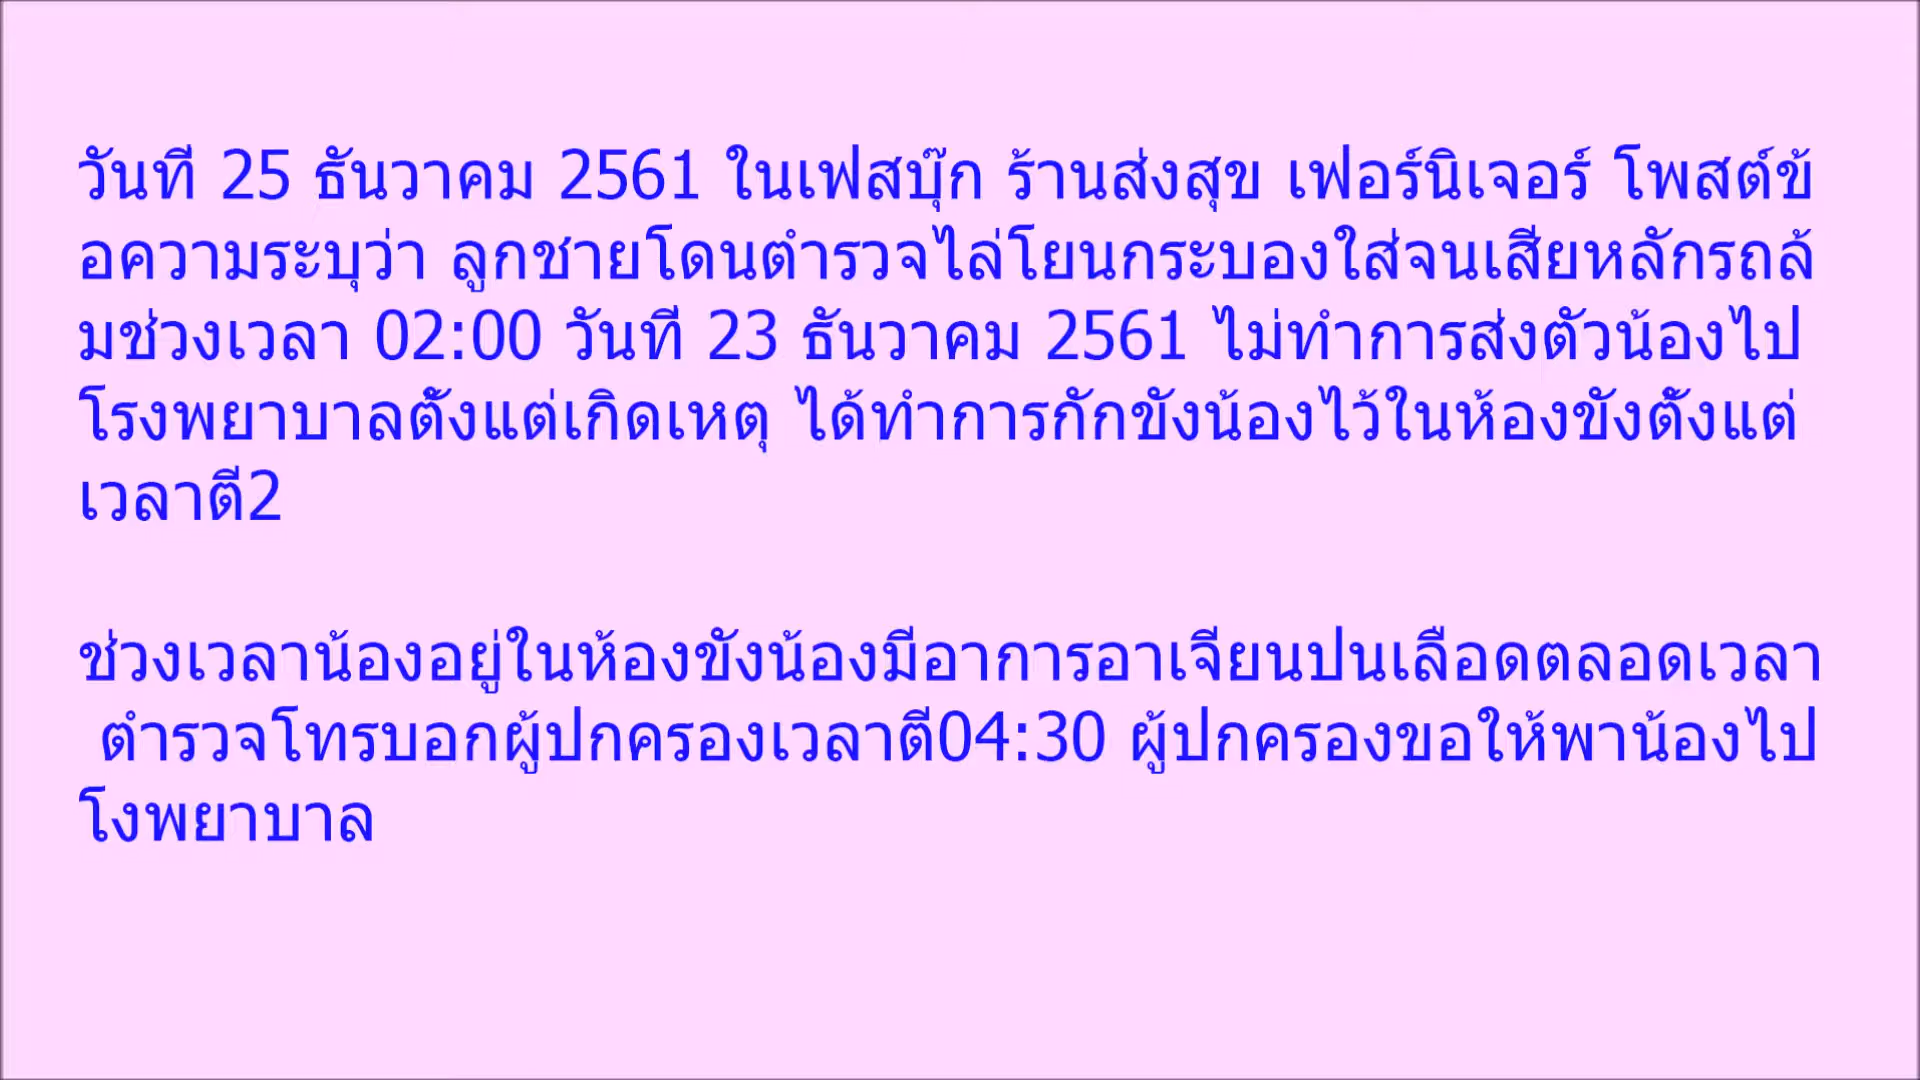 วันที่ 25 ธันวาคม 2561 ในเฟสบุ๊ก ร้านส่งสุข เฟอร์นิเจอร์ โพสต์ข้
อความระบุว่า ลูกชายโดนตำรวจไล่โยนกระบองใส่จนเสียหลักรถล้
มช่วงเวลา 02:00 วันที่ 23 ธันวาคม 2561 ไม่ทำการส่งตัวน้องไป
โรงพยาบาลตั้งแต่เกิดเหตุ ได้ทำการกักขังน้องไว้ในห้องขังตั้งแต่
เวลาตี2
ช่วงเวลาน้องอยู่ในห้องขังน้องมีอาการอาเจียนปนเลือดตลอดเวลา
ตำรวจโทรบอกผู้ปกครองเวลาตี04:30 ผู้ปกครองขอให้พาน้องไป
โงพยาบาล